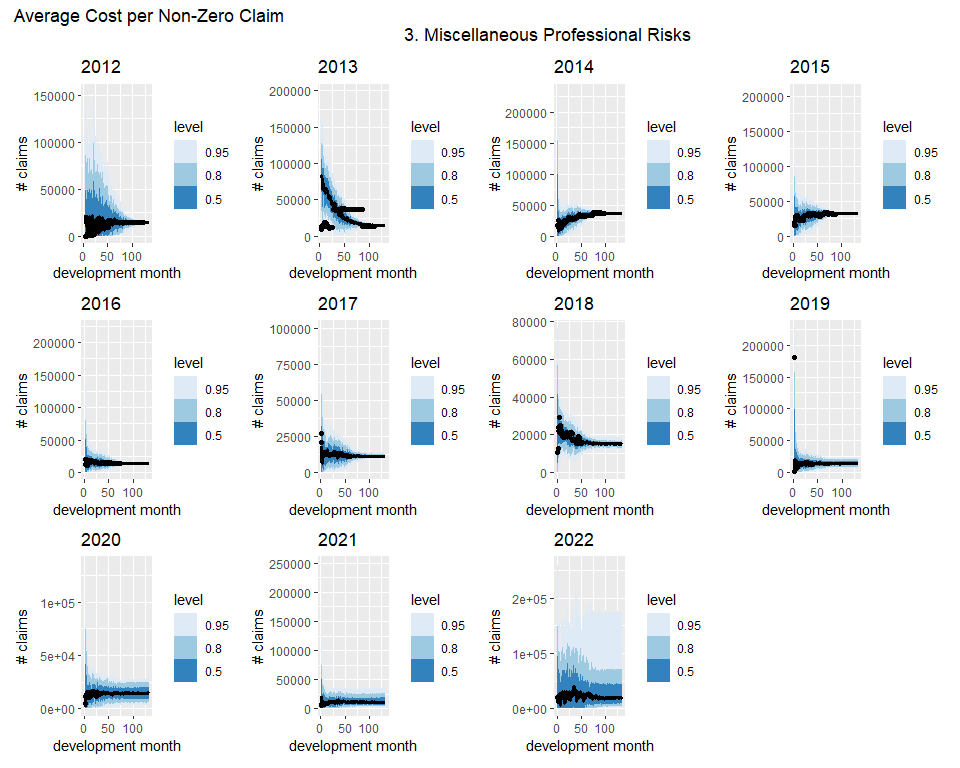 Average Cost per Non-Zero Claim
3. Miscellaneous Professional Risks
2012
150000
100000
50000
0
# claims
0 50 100
development month
level
0.95
0.8
0.5
2013
200000
150000
100000
50000
0
# claims
0 50 100
development month
level
0.95
0.8
0.5
2014
200000
150000
100000
50000
0
# claims
0 50 100
development month
level
0.95
0.8
0.5
2015
200000
150000
100000
50000
0
# claims
0 50 100
development month
level
0.95
0.8
0.5
2016
200000
150000
100000
50000
0
# claims
0 50 100
development month
level
0.95
0.8
0.5
2017
100000
75000
50000
25000
0
# claims
0 50 100
development month
level
0.95
0.8
0.5
2018
80000
60000
40000
20000
0
# claims
0 50 100
development month
level
0.95
0.8
0.5
2019
200000
150000
100000
50000
0
# claims
0 50 100
development month
level
0.95
0.8
0.5
2020
1e+05
5e+04
0e+00
# claims
0 50 100
development month
level
0.95
0.8
0.5
2021
250000
200000
150000
100000
50000
0
# claims
0 50 100
development month
level
0.95
0.8
0.5
2022
2e+05
1e+05
0e+00
# claims
0 50 100
development month
level
0.95
0.8
0.5